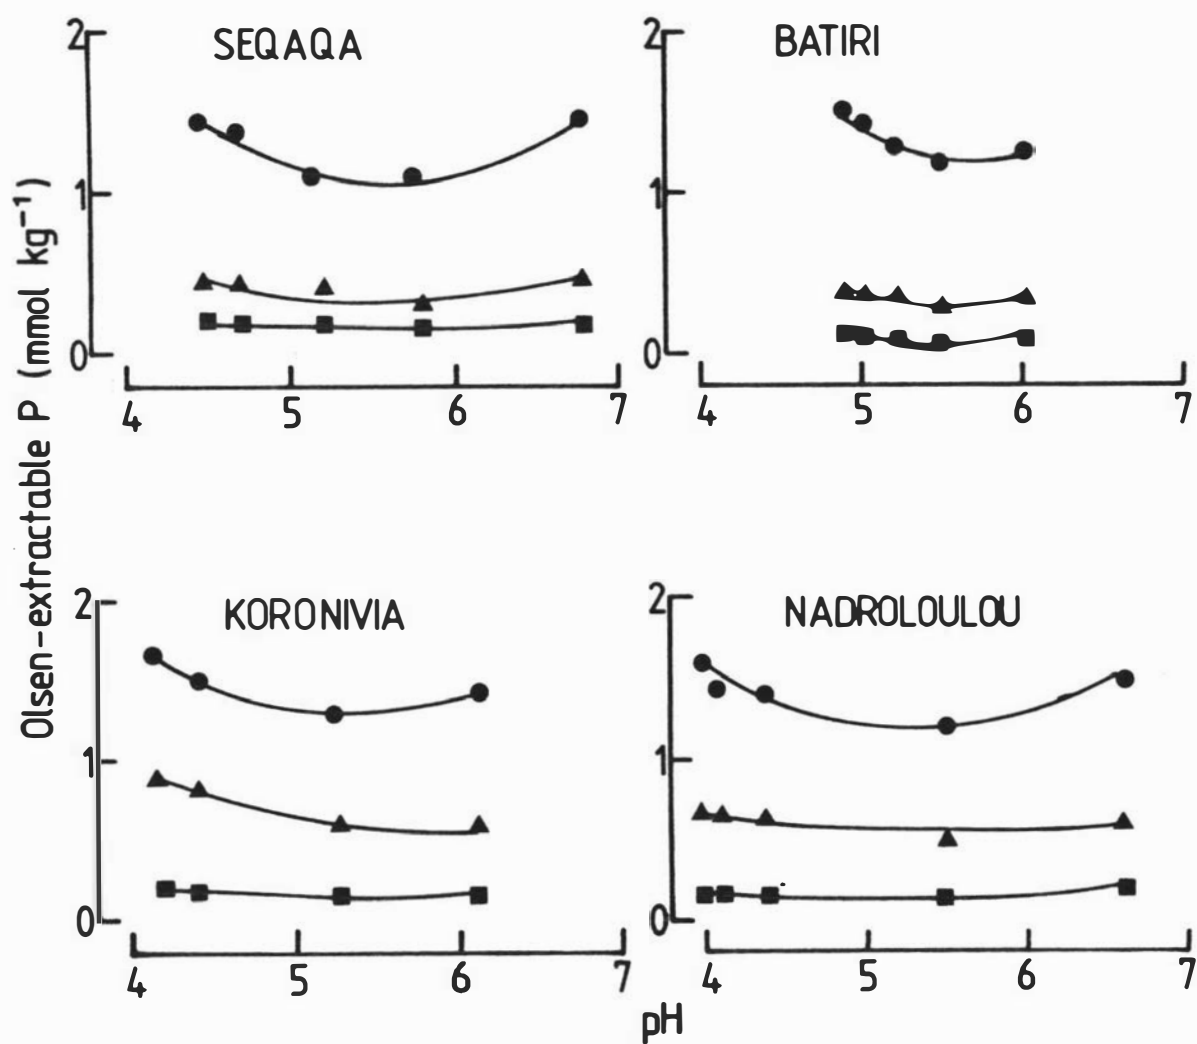 Olsen-extractable P (mmol kg⁻¹)
SEQAQA
2
1
0
4 5 6 7
BATIRI
2
1
0
4 5 6 7
KORONIVIA
2
1
0
4 5 6 7
NADROLOULOU
2
1
0
4 5 6 7
pH